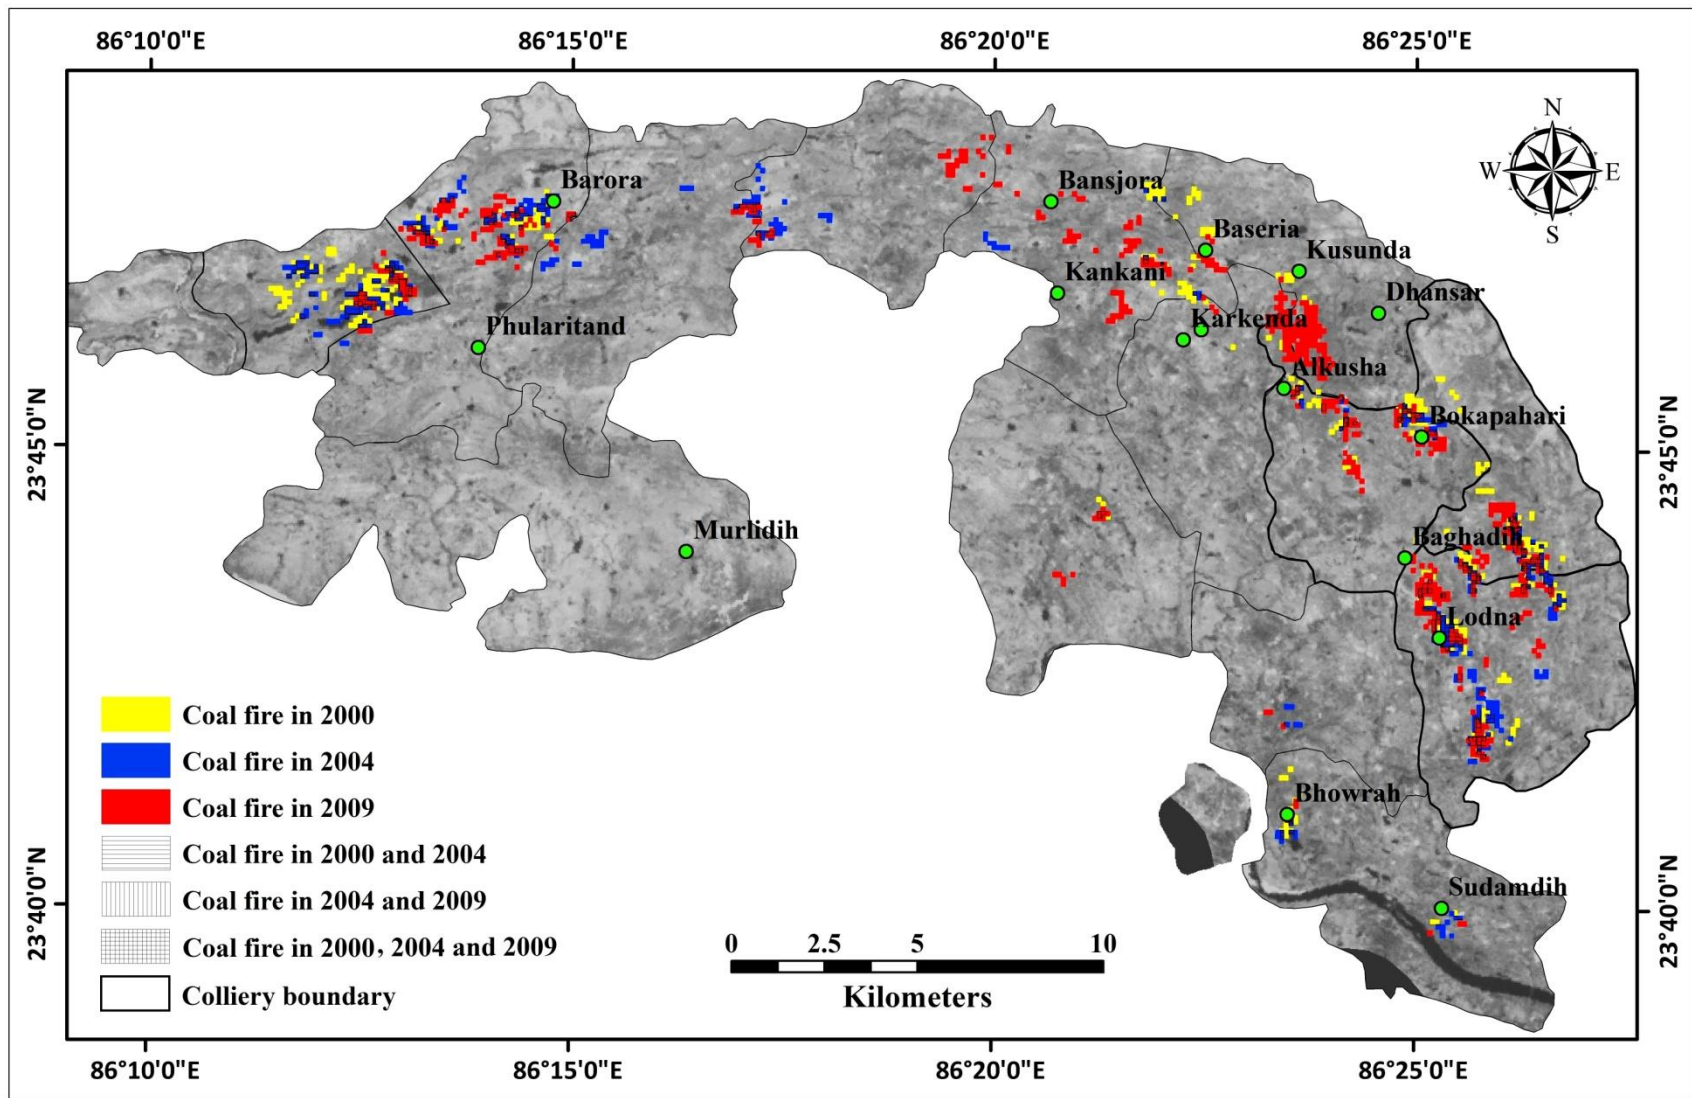 86°10'0"E 86°15'0"E 86°20'0"E 86°25'0"E
N
W E
S
Barora
Bansjora
Baseria
Kusunda
Kankani
Dhansar
Karkenda
Phularitand
Alkusha
Bokapahari
23°45'0"N 23°45'0"N
Murlidih
Baghadih
Lodna
Coal fire in 2000
Coal fire in 2004
Coal fire in 2009
Bhowrah
Coal fire in 2000 and 2004
Coal fire in 2004 and 2009
Sudamdih
23°40'0"N 23°40'0"N
Coal fire in 2000, 2004 and 2009
0 2.5 5 10
Kilometers
Colliery boundary
86°10'0"E 86°15'0"E 86°20'0"E 86°25'0"E